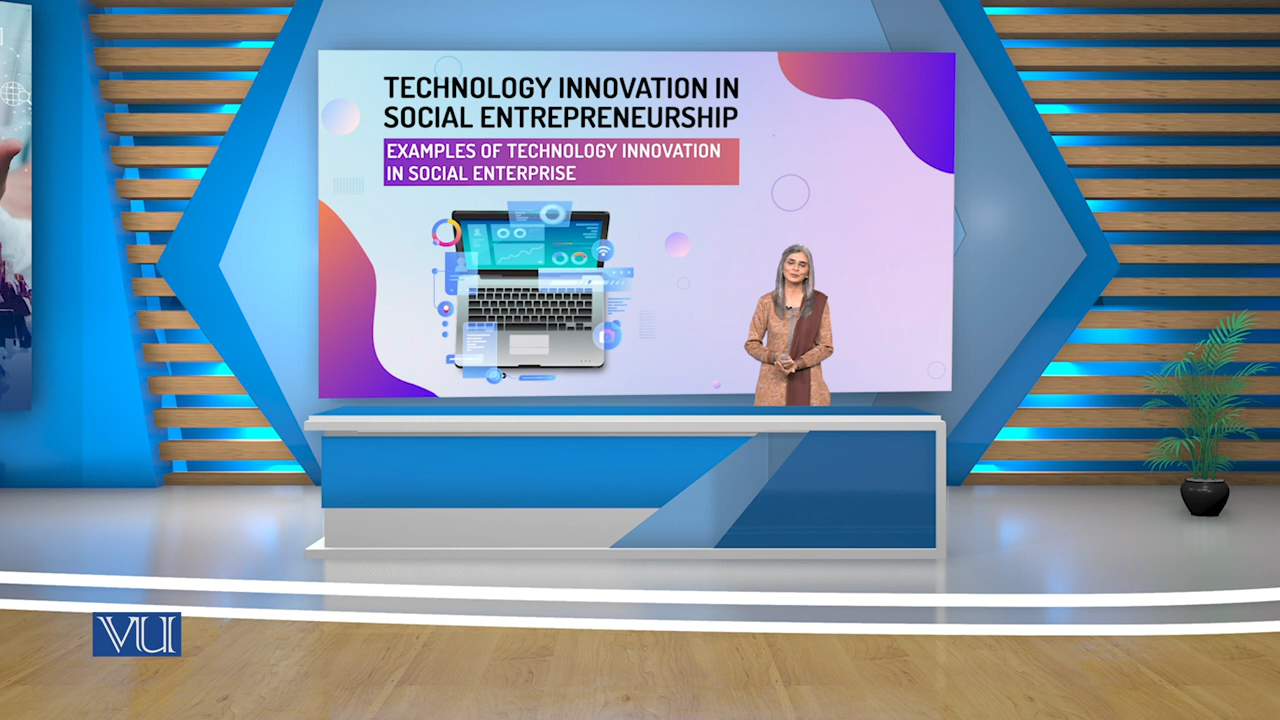 TECHNOLOGY INNOVATION IN
SOCIAL ENTREPRENEURSHIP
EXAMPLES OF TECHNOLOGY INNOVATION
IN SOCIAL ENTERPRISE
VU